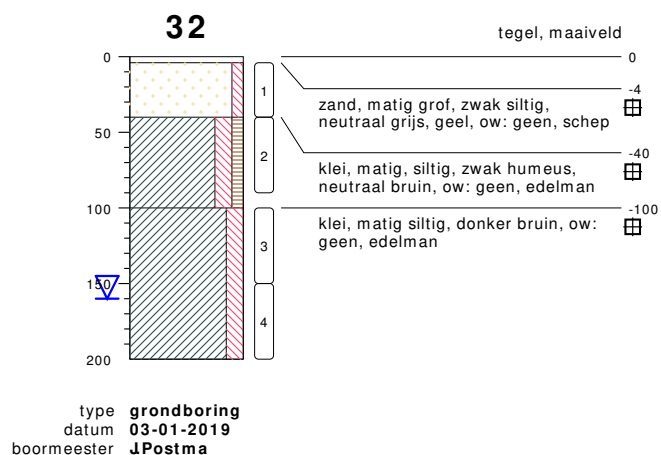 32
tegel, maaiveld
0
0
-4
1
zand, matig grof, zwak siltig,
neutraal grijs, geel, ow: geen, schep
50
-40
2
klei, matig, siltig, zwak humeus,
neutraal bruin, ow: geen, edelman
100
-100
klei, matig siltig, donker bruin, ow:
geen, edelman
3
150
4
200
type grondboring
datum 03-01-2019
boormeester J.Postma